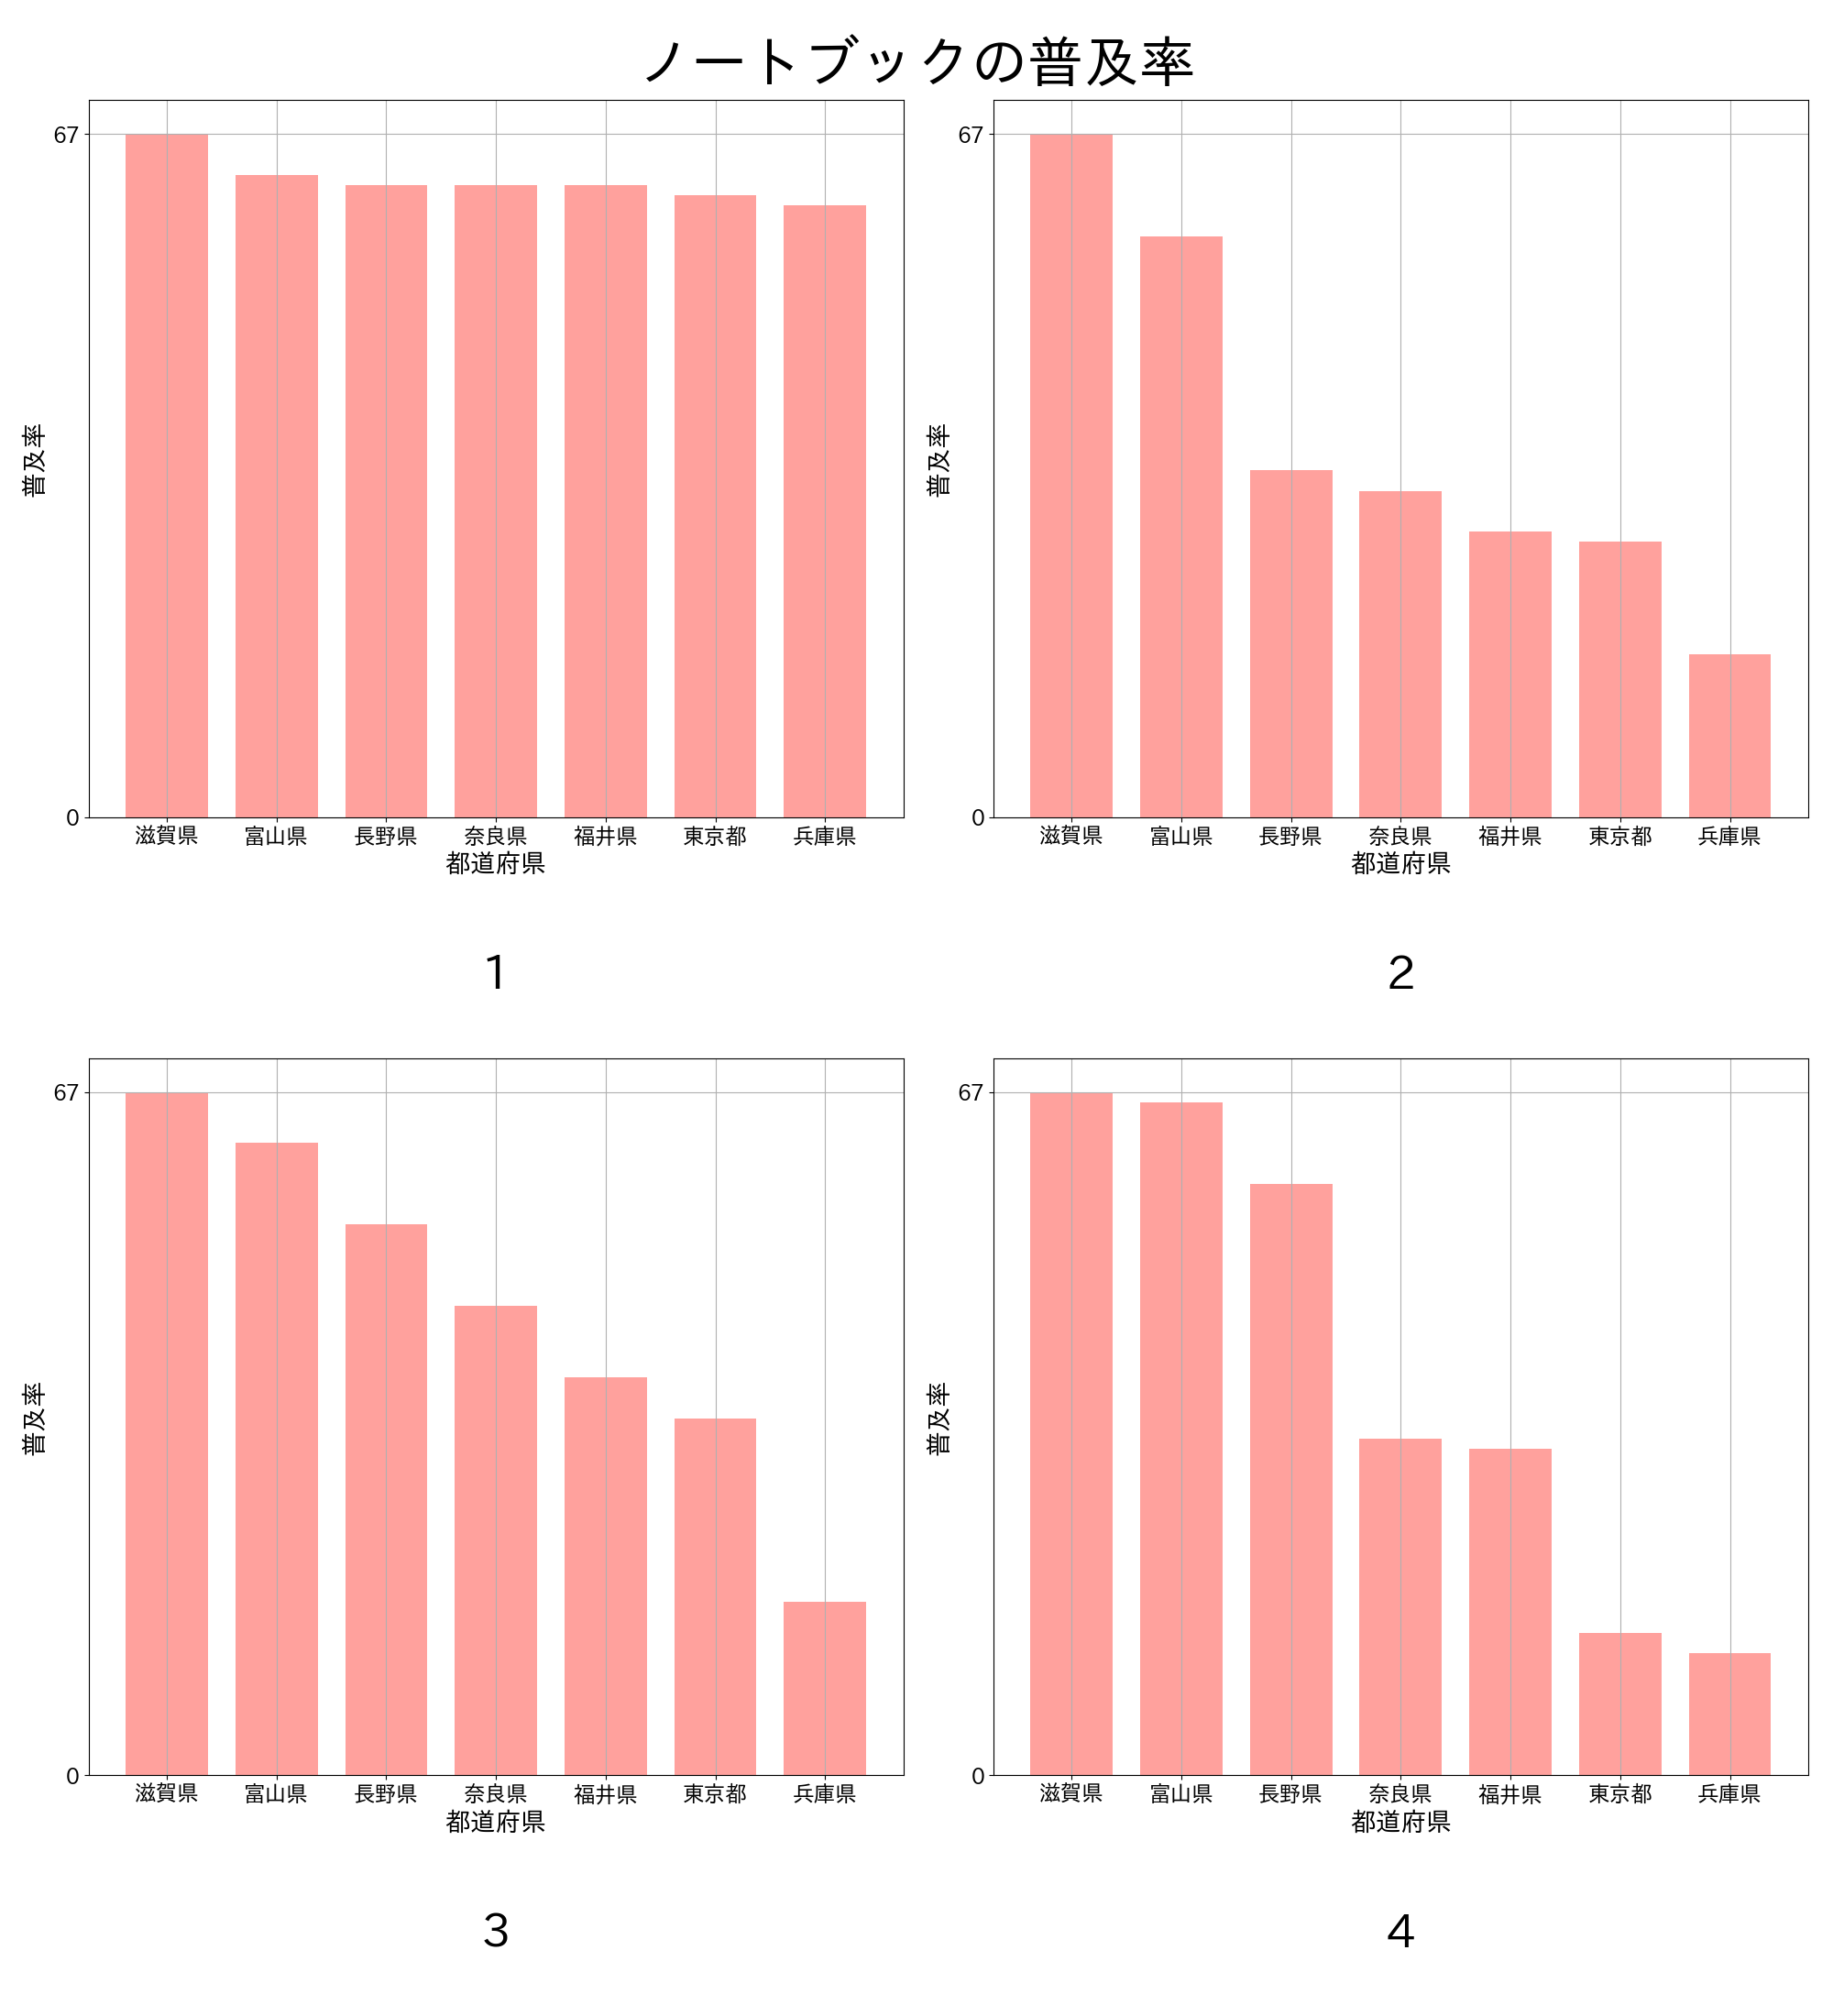 ノートブックの普及率
67
0
普及率
滋賀県 富山県 長野県 奈良県 福井県 東京都 兵庫県
都道府県
1
67
0
普及率
滋賀県 富山県 長野県 奈良県 福井県 東京都 兵庫県
都道府県
2
67
0
普及率
滋賀県 富山県 長野県 奈良県 福井県 東京都 兵庫県
都道府県
3
67
0
普及率
滋賀県 富山県 長野県 奈良県 福井県 東京都 兵庫県
都道府県
4